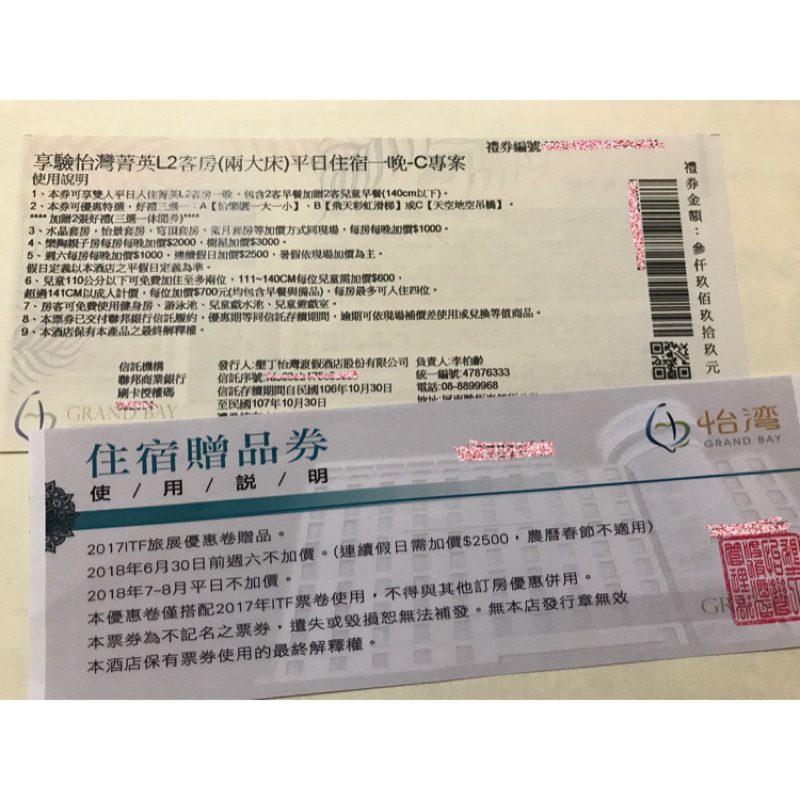 享驗怡灣菁英L2客房(兩大床)平日住宿一晚-C專案
禮券編號
使用說明
1、本券可享雙人平日入住菁英L2客房一晚，包含2客早餐加贈2客兒童早餐(140cm以下)。
2、本券可優惠特選，好禮三選一：A【怡樂園一大一小】、B【飛天彩虹滑梯】或C【天空地空吊橋】。
**** 加贈2張好禮(三選一休閒券)****
3、水晶套房，怡景套房，穹頂套房，蜜月套房等加價方式同現場，每房每晚加價$1000。
4、樂陶親子房每房每晚加價$2000，樹屋加價$3000。
5、週六每房每晚加價$1000，連續假日加價$2500，暑假依現場加價為主。
假日定義以本酒店之平假日定義為準。
6、兒童110公分以下可免費加住至多兩位，111~140CM每位兒童需加價$600，
超過141CM以成人計價，每位加價$700元(均包含早餐與備品)，每房最多可人住四位。
7、房客可免費使用健身房、游泳池、兒童戲水池、兒童遊戲室。
8、本票券已交付聯邦銀行信託履約，優惠期等同信託存續期間，逾期可依現場補價差使用或兌換等值商品。
9、本酒店保有本產品之最終解釋權。
禮券金額：參仟玖佰玖拾玖元
信託機構
聯邦商業銀行
刷卡授權碼
發行人:墾丁怡灣渡假酒店股份有限公司
信託序號
信託存續期間自民國106年10月30日
至民國107年10月30日
負責人:李柏齡
統一編號:47876333
電話:08-8899968
GRAND BAY
住宿贈品券
使/用/說/明
怡湾
GRAND BAY
2017ITF旅展優惠卷贈品。
2018年6月30日前週六不加價。(連續假日需加價$2500，農曆春節不適用)
2018年7-8月平日不加價。
本優惠卷僅搭配2017年ITF票卷使用，不得與其他訂房優惠併用。
本票券為不記名之票券，遺失或毀損恕無法補發。無本店發行章無效
本酒店保有票券使用的最終解釋權。